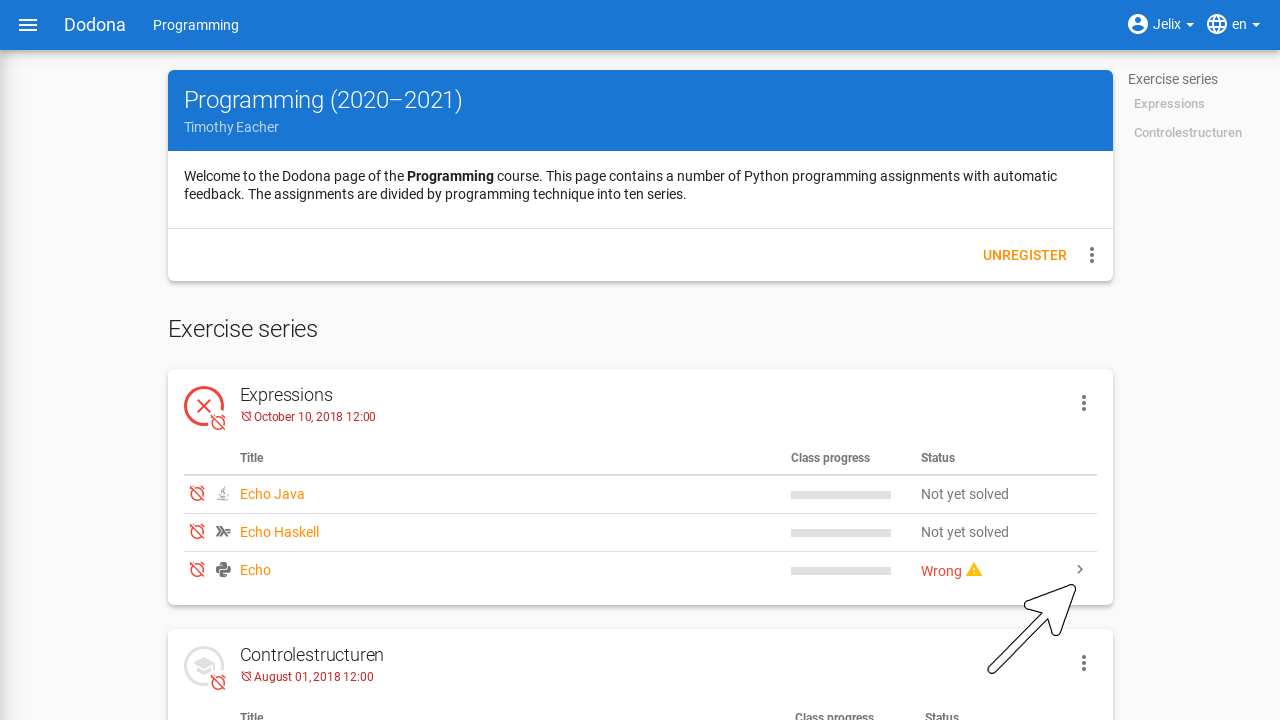 Dodona Programming Jelix en
Programming (2020–2021)
Timothy Eacher
Welcome to the Dodona page of the Programming course. This page contains a number of Python programming assignments with automatic
feedback. The assignments are divided by programming technique into ten series.
UNREGISTER
Exercise series
Expressions
Controlestructuren
Exercise series
Expressions
October 10, 2018 12:00
Title Class progress Status
Echo Java Not yet solved
Echo Haskell Not yet solved
Echo Wrong
Controlestructuren
August 01, 2018 12:00
Title Class progress Status